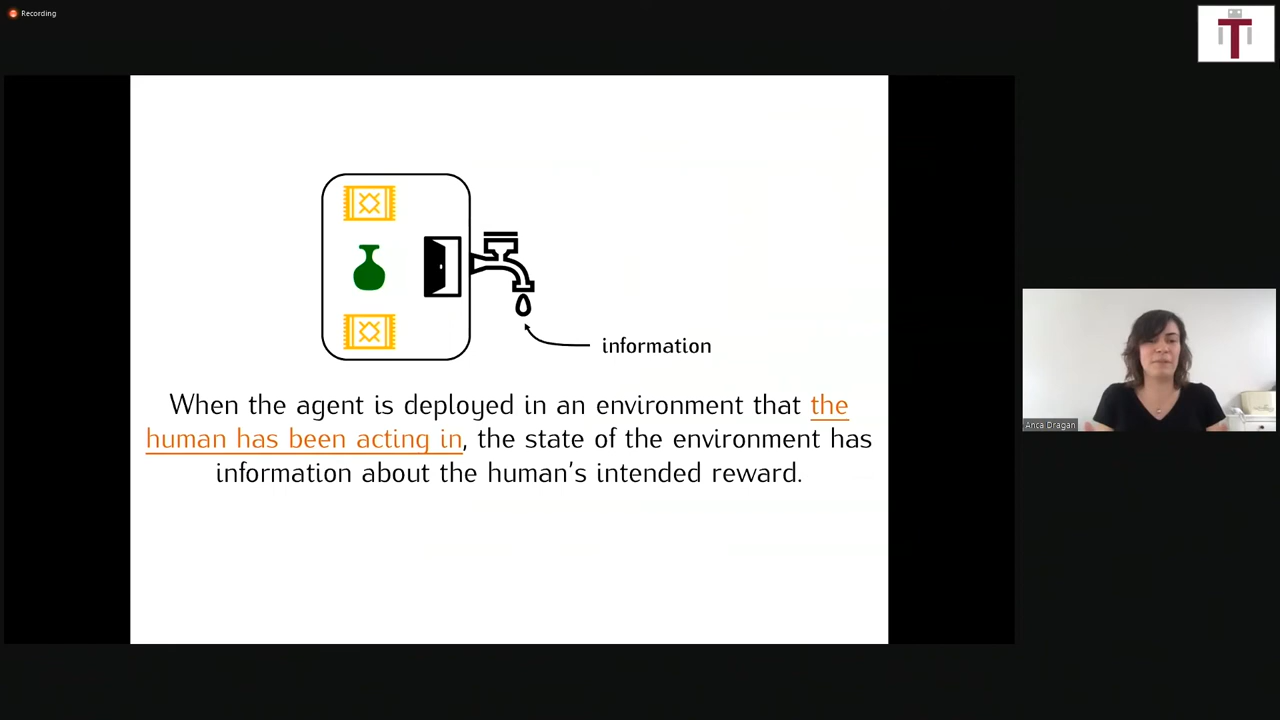 Recording
information
When the agent is deployed in an environment that the
human has been acting in, the state of the environment has
information about the human's intended reward.
Anca Dragan